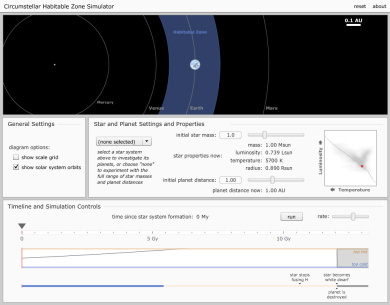 Circumstellar Habitable Zone Simulator
reset about
0.1 AU
Habitable Zone
Mercury
Venus
Earth
Mars
General Settings
diagram options:
show scale grid
show solar system orbits
Star and Planet Settings and Properties
(none selected)
select a star system
above to investigate its
planets, or choose "none"
to experiment with the
full range of star masses
and planet distances
initial star mass: 1.0
star properties now:
mass: 1.00 Msun
luminosity: 0.739 Lsun
temperature: 5700 K
radius: 0.890 Rsun
initial planet distance: 1.00
planet distance now: 1.00 AU
Luminosity
Temperature
Timeline and Simulation Controls
time since star system formation: 0 My
run
rate:
0
5 Gy
10 Gy
too hot
too cold
star stops
fusing H
star becomes
white dwarf
planet is
destroyed